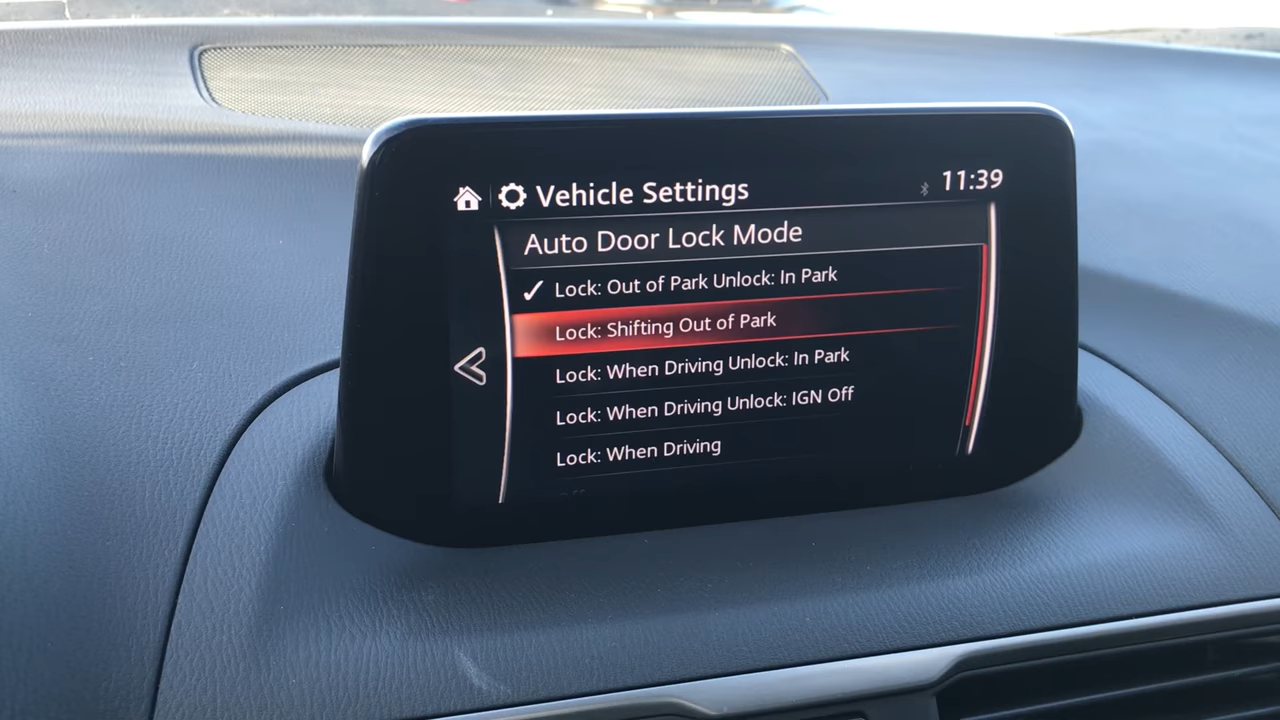 Vehicle Settings
11:39
Auto Door Lock Mode
Lock: Out of Park Unlock: In Park
Lock: Shifting Out of Park
Lock: When Driving Unlock: In Park
Lock: When Driving Unlock: IGN Off
Lock: When Driving